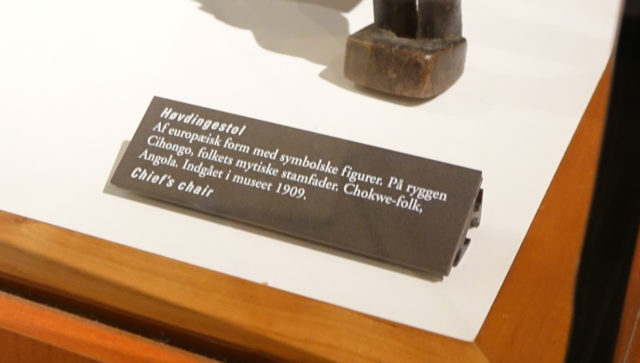 Høvdingestol
Af europæisk form med symbolske figurer. På ryggen
Cihongo, folkets mytiske stamfader. Chokwe-folk,
Angola. Indgået i museet 1909.
Chief's chair